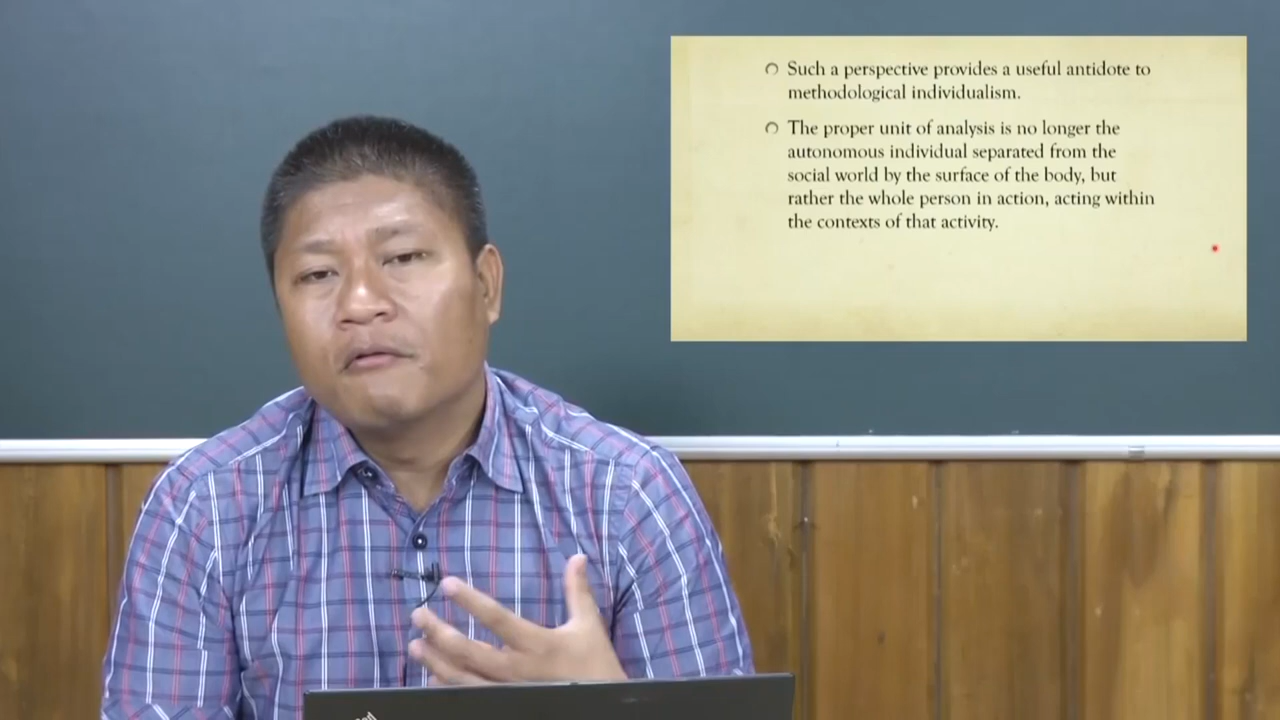 Such a perspective provides a useful antidote to
methodological individualism.
The proper unit of analysis is no longer the
autonomous individual separated from the
social world by the surface of the body, but
rather the whole person in action, acting within
the contexts of that activity.